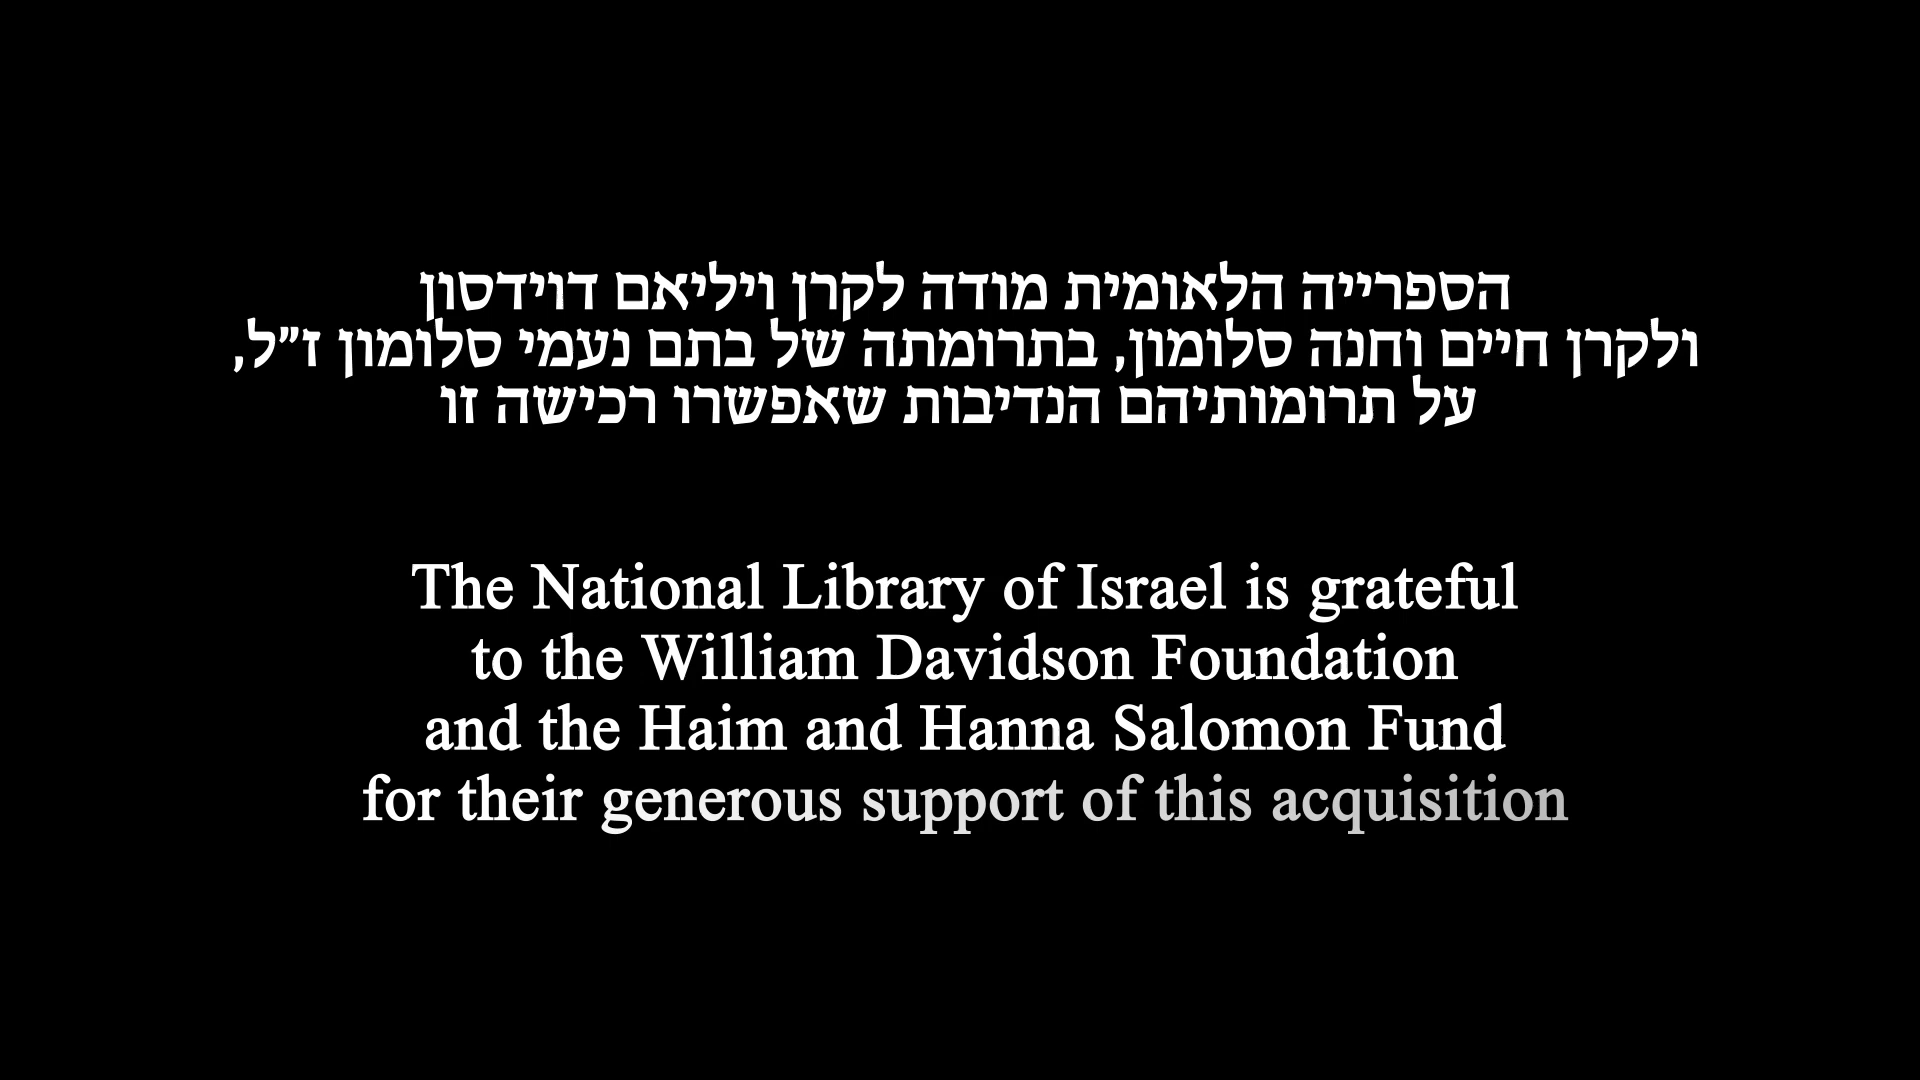 הספרייה הלאומית מודה לקרן ויליאם דוידסון
ולקרן חיים וחנה סלומון, בתרומתה של בתם נעמי סלומון ז"ל,
על תרומותיהם הנדיבות שאפשרו רכישה זו
The National Library of Israel is grateful
to the William Davidson Foundation
and the Haim and Hanna Salomon Fund
for their generous support of this acquisition